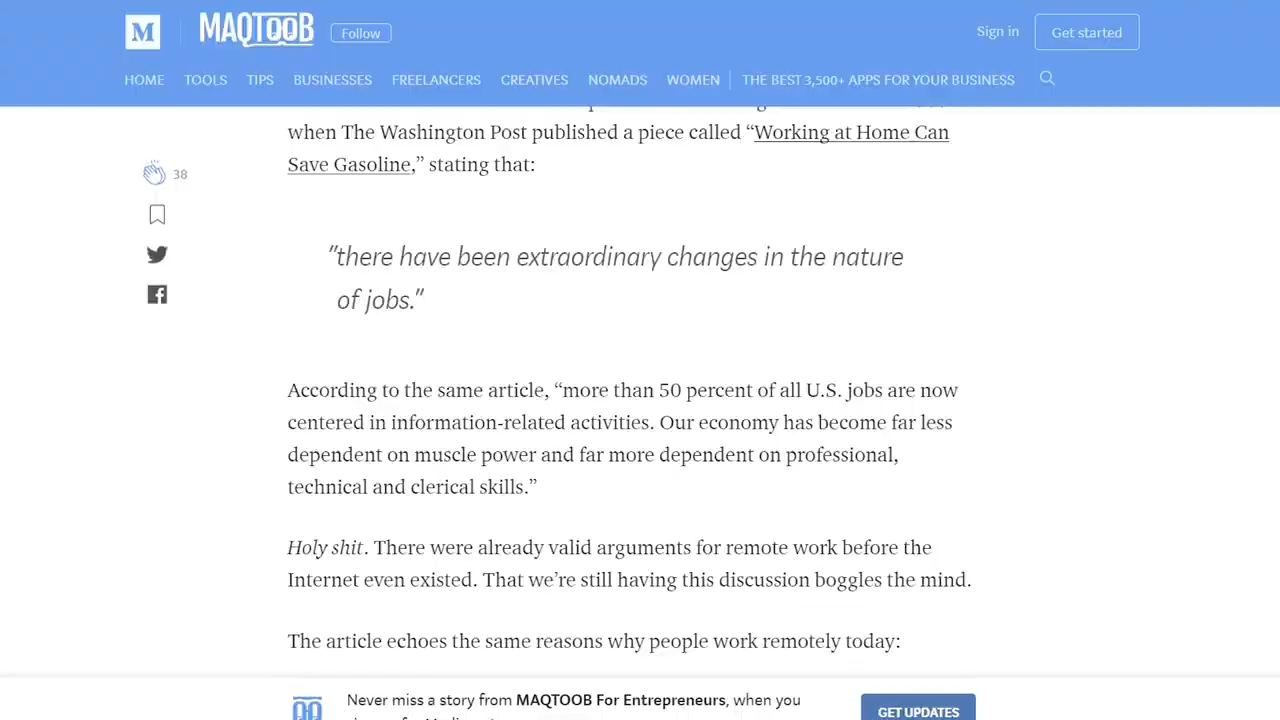 M MAQTOOB Follow Sign in Get started
HOME TOOLS TIPS BUSINESSES FREELANCERS CREATIVES NOMADS WOMEN THE BEST 3,500+ APPS FOR YOUR BUSINESS
when The Washington Post published a piece called “Working at Home Can
Save Gasoline,” stating that:
38
"there have been extraordinary changes in the nature
of jobs."
According to the same article, “more than 50 percent of all U.S. jobs are now
centered in information-related activities. Our economy has become far less
dependent on muscle power and far more dependent on professional,
technical and clerical skills.”
Holy shit. There were already valid arguments for remote work before the
Internet even existed. That we’re still having this discussion boggles the mind.
The article echoes the same reasons why people work remotely today:
Never miss a story from MAQTOOB For Entrepreneurs, when you
GET UPDATES